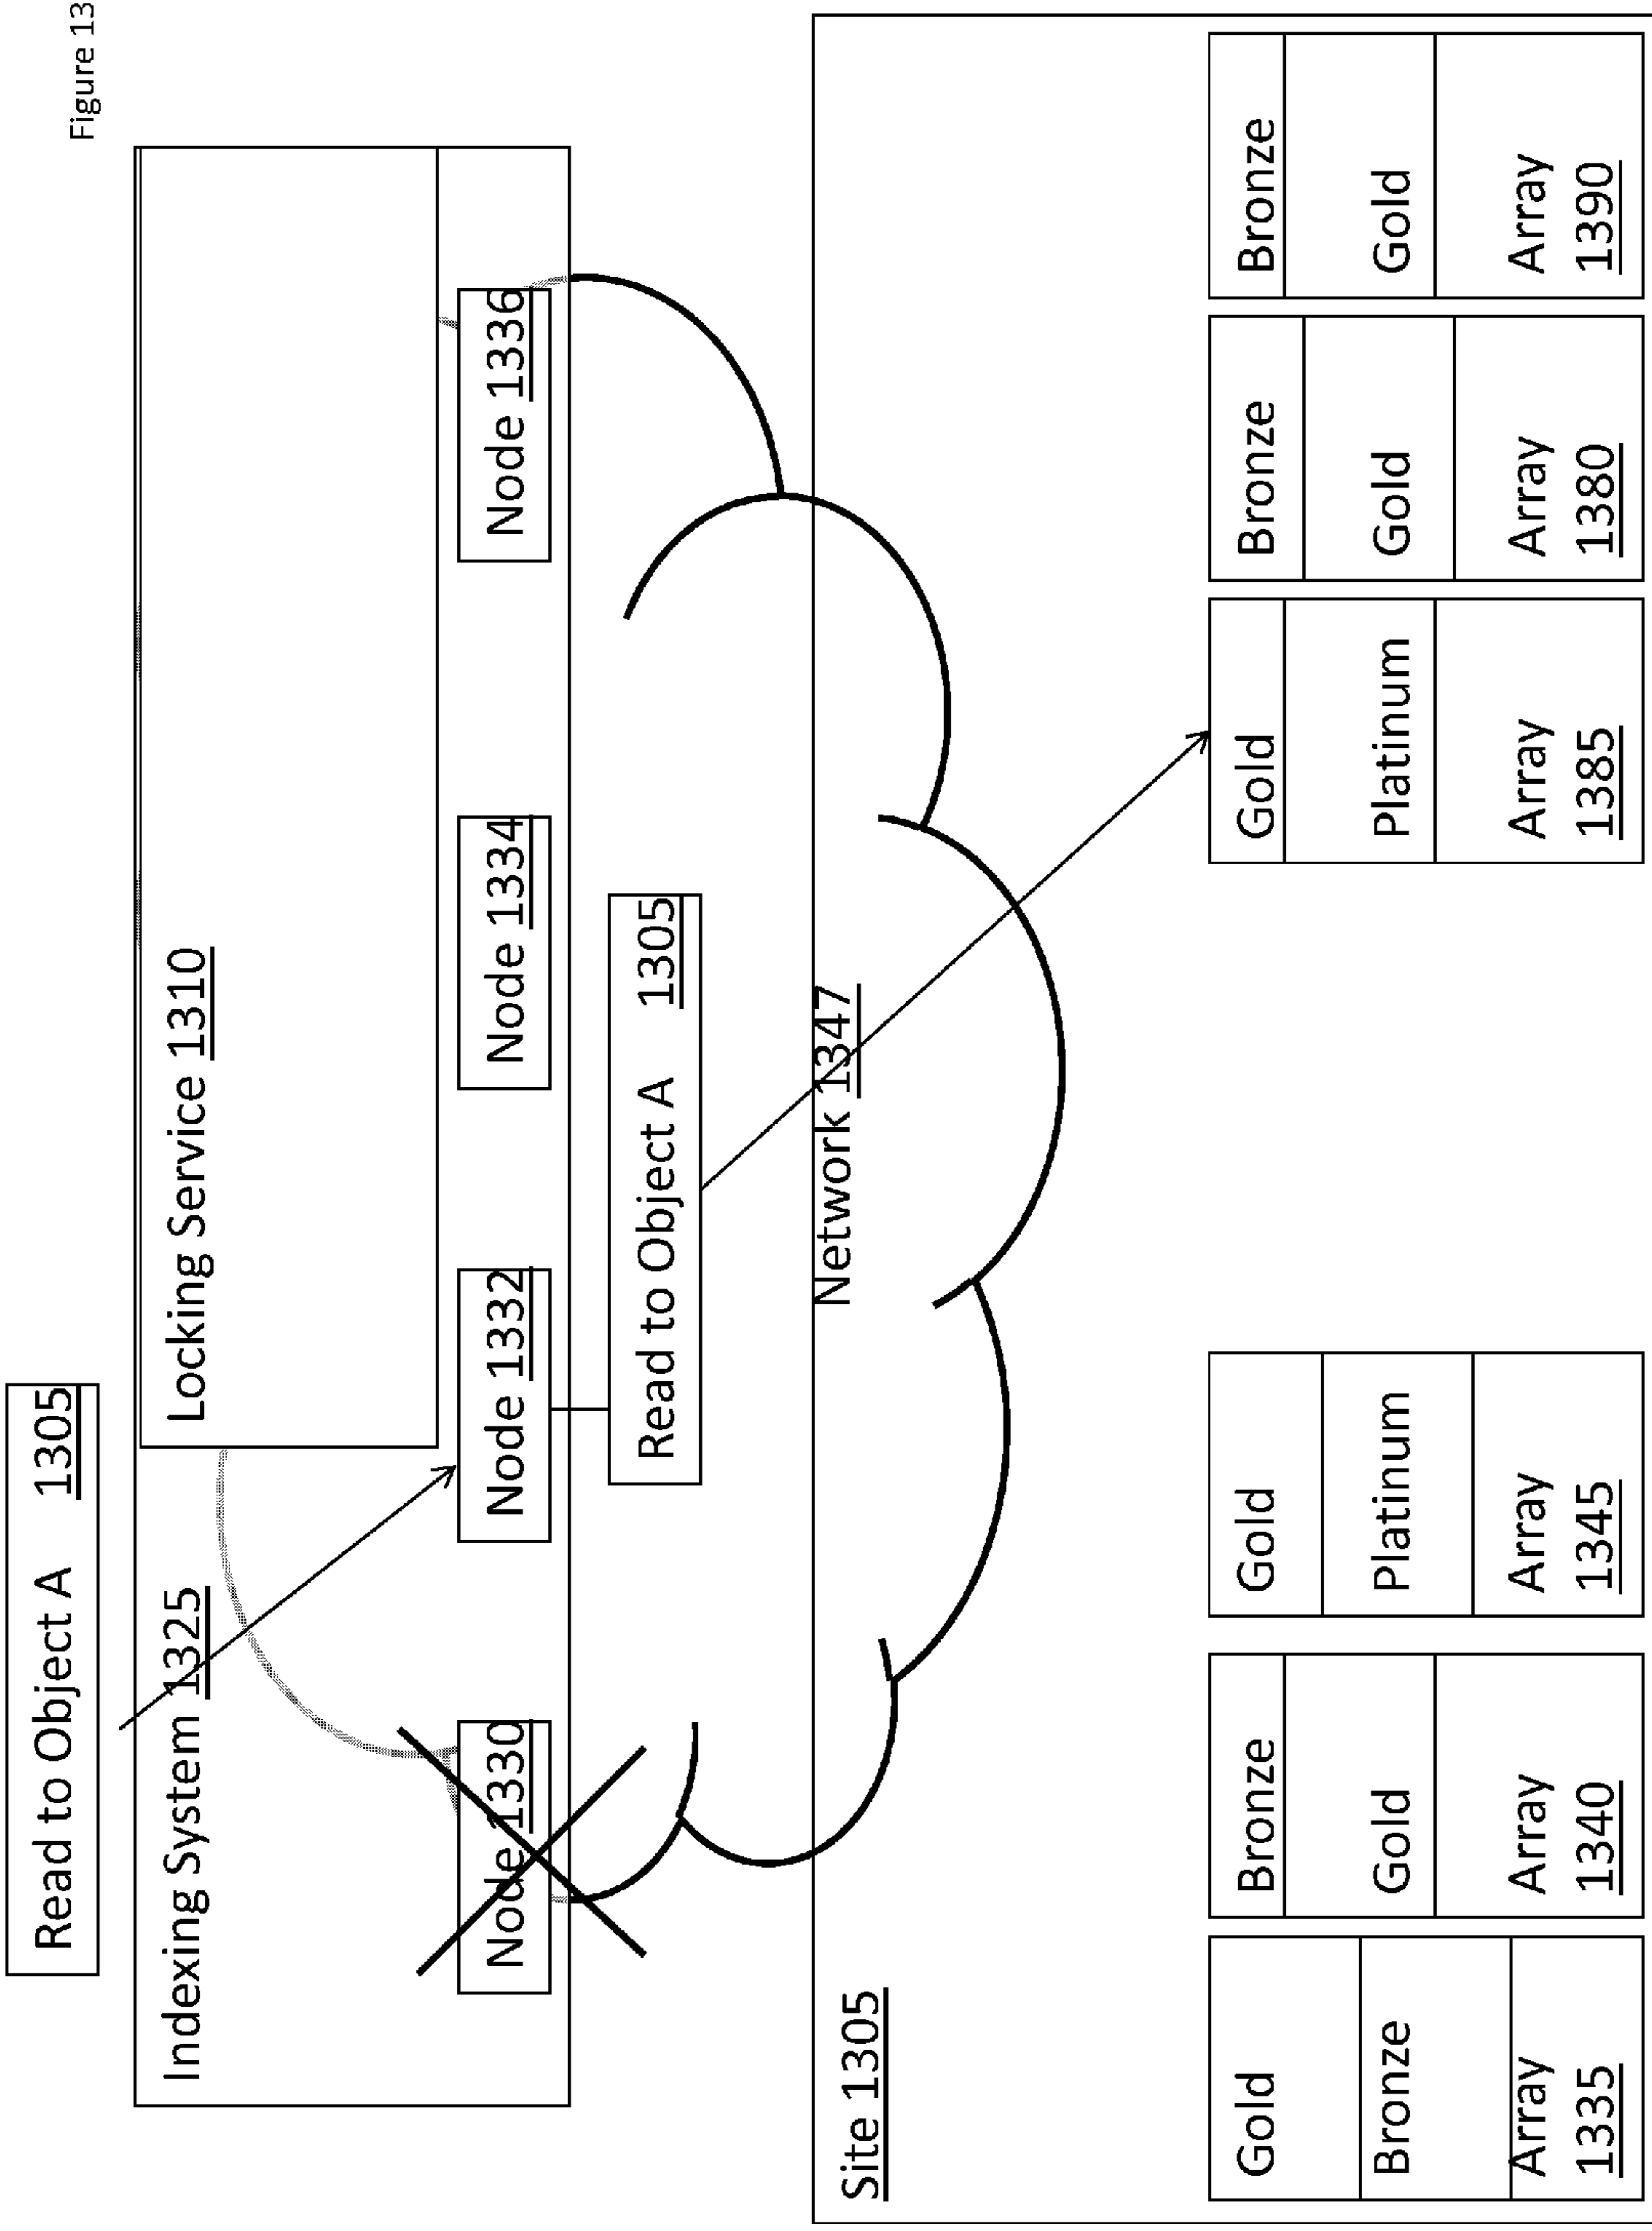 Figure 13
Read to Object A 1305
Indexing System 1325
Locking Service 1310
Node 1330
Node 1332
Node 1334
Node 1336
Read to Object A 1305
Network 1347
Site 1305
Gold
Bronze
Array
1335
Bronze
Gold
Array
1340
Gold
Platinum
Array
1345
Gold
Platinum
Array
1385
Bronze
Gold
Array
1380
Bronze
Gold
Array
1390